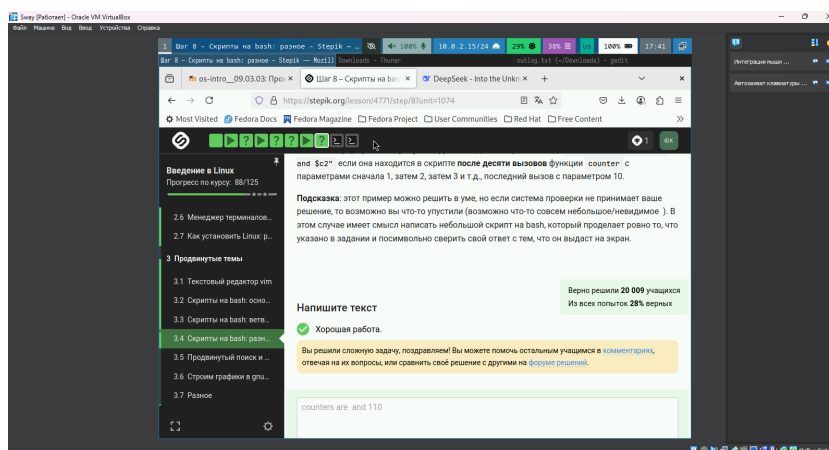 Sway [Работает] - Oracle VM VirtualBox
Файл Машина Вид Ввод Устройства Справка
1 Шаг 8 – Скрипты на bash: разное – Stepik – …
100%
10.0.2.15/24
29%
38%
us
100%
17:41
Шаг 8 – Скрипты на bash: разное – Stepik — Mozill
Downloads - Thunar
outlog.txt (~/Downloads) - gedit
os-intro__09.03.03: Про
Шаг 8 – Скрипты на bas
DeepSeek - Into the Unkn
https://stepik.org/lesson/4771/step/8?unit=1074
Most Visited
Fedora Docs
Fedora Magazine
Fedora Project
User Communities
Red Hat
Free Content
1
ЮК
Введение в Linux
Прогресс по курсу: 88/125
2.6 Менеджер терминалов…
2.7 Как установить Linux: р…
3 Продвинутые темы
3.1 Текстовый редактор vim
3.2 Скрипты на bash: осно…
3.3 Скрипты на bash: ветв…
3.4 Скрипты на bash: разн…
3.5 Продвинутый поиск и …
3.6 Строим графики в gnu…
3.7 Разное
and $c2" если она находится в скрипте после десяти вызовов функции counter с
параметрами сначала 1, затем 2, затем 3 и т.д., последний вызов с параметром 10.
Подсказка: этот пример можно решить в уме, но если система проверки не принимает ваше
решение, то возможно вы что-то упустили (возможно что-то совсем небольшое/невидимое ). В
этом случае имеет смысл написать небольшой скрипт на bash, который проделает ровно то, что
указано в задании и посимвольно сверить свой ответ с тем, что он выдаст на экран.
Верно решили 20 009 учащихся
Из всех попыток 28% верных
Напишите текст
Хорошая работа.
Вы решили сложную задачу, поздравляем! Вы можете помочь остальным учащимся в комментариях,
отвечая на их вопросы, или сравнить своё решение с другими на форуме решений.
counters are and 110
Интеграция мыши ...
Автозахват клавиатуры ...